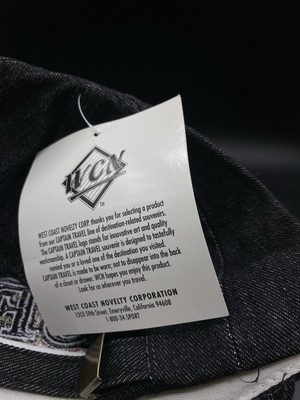 WCN
TM
WEST COAST NOVELTY CORP. thanks you for selecting a product
from our CAPTAIN TRAVEL line of destination-related souvenirs.
The CAPTAIN TRAVEL logo stands for innovative art and quality
workmanship. A CAPTAIN TRAVEL souvenir is designed to tastefully
remind you or a loved one of the destination you visited.
CAPTAIN TRAVEL is made to be worn; not to disappear into the back
of a closet or drawer. WCN hopes you enjoy this product.
Look for us wherever you travel.
WEST COAST NOVELTY CORPORATION
1255 59th Street, Emeryville, California 94608
1-800-34-SPORT